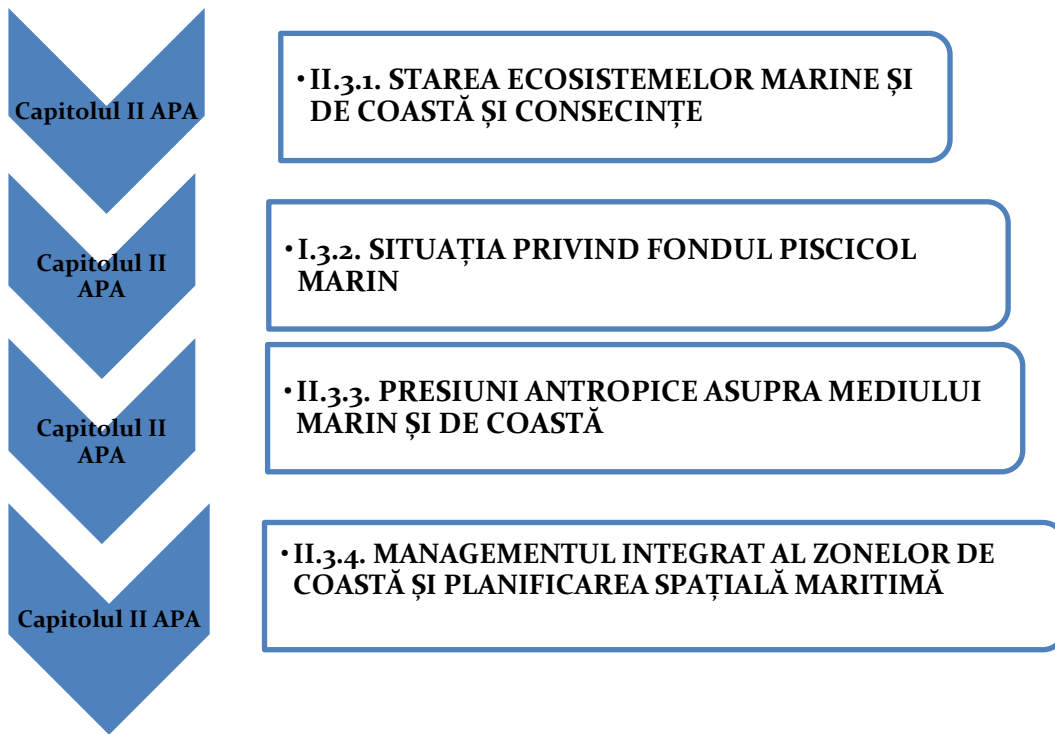 Capitolul II APA
•II.3.1. STAREA ECOSISTEMELOR MARINE ȘI
DE COASTĂ ȘI CONSECINȚE
Capitolul II
APA
•I.3.2. SITUAȚIA PRIVIND FONDUL PISCICOL
MARIN
Capitolul II
APA
•II.3.3. PRESIUNI ANTROPICE ASUPRA MEDIULUI
MARIN ȘI DE COASTĂ
Capitolul II APA
•II.3.4. MANAGEMENTUL INTEGRAT AL ZONELOR DE
COASTĂ ȘI PLANIFICAREA SPAȚIALĂ MARITIMĂ